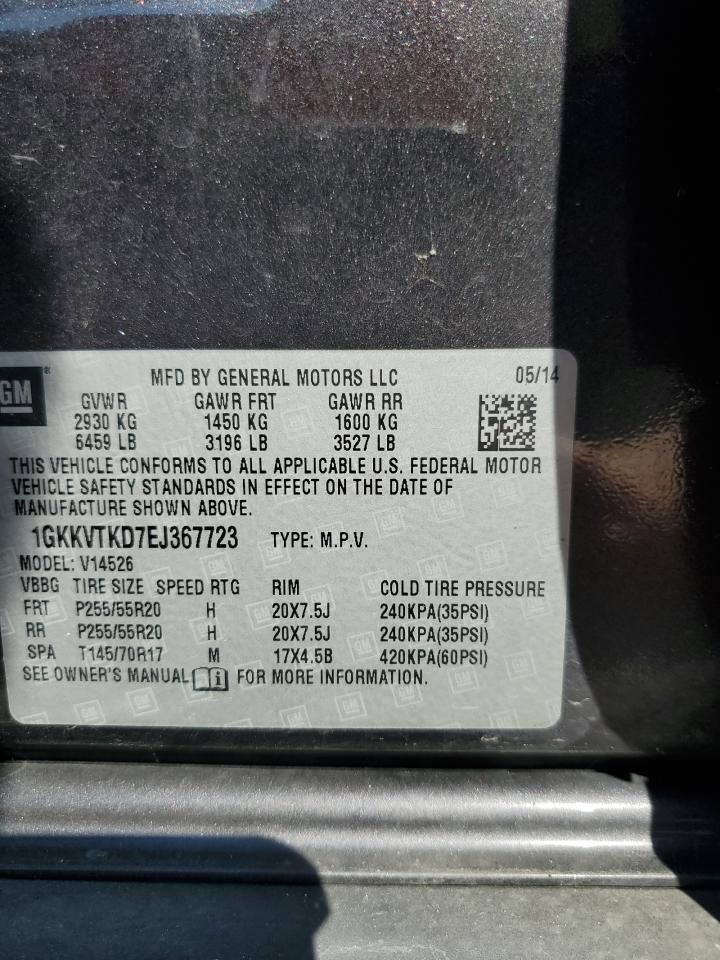 GM ®
MFD BY GENERAL MOTORS LLC 05/14
GVWR GAWR FRT GAWR RR
2930 KG 1450 KG 1600 KG
6459 LB 3196 LB 3527 LB
THIS VEHICLE CONFORMS TO ALL APPLICABLE U.S. FEDERAL MOTOR
VEHICLE SAFETY STANDARDS IN EFFECT ON THE DATE OF
MANUFACTURE SHOWN ABOVE.
1GKKVTKD7EJ367723 TYPE: M.P.V.
MODEL: V14526
VBBG TIRE SIZE SPEED RTG RIM COLD TIRE PRESSURE
FRT P255/55R20 H 20X7.5J 240KPA(35PSI)
RR P255/55R20 H 20X7.5J 240KPA(35PSI)
SPA T145/70R17 M 17X4.5B 420KPA(60PSI)
SEE OWNER'S MANUAL i FOR MORE INFORMATION.